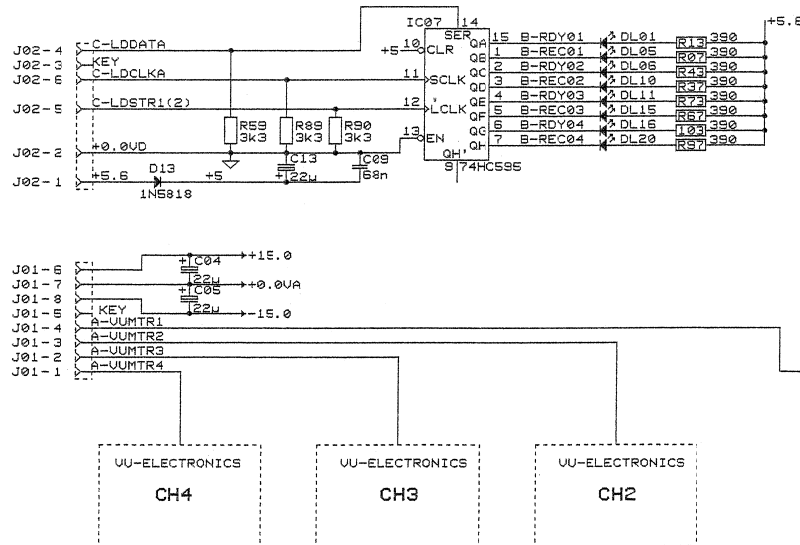 IC07 14
SER
+5.6
J02-4 C-LDDATA
+5 10 CLR QA 15 B-RDY01 DL01 R13 390
J02-3 KEY
QB 1 B-REC01 DL05 R07 390
J02-6 C-LDCLKA 11 SCLK QC 2 B-RDY02 DL06 R43 390
QD 3 B-REC02 DL10 R37 390
J02-5 C-LDSTR1(2) 12 LCLK QE 4 B-RDY03 DL11 R73 390
QF 5 B-REC03 DL15 R67 390
R59 3k3 R89 3k3 R90 3k3
13 EN QG 6 B-RDY04 DL16 103 390
J02-2 +0.0VD QH 7 B-REC04 DL20 R97 390
QH'
9 74HC595
C13 22µ C09 68n
J02-1 +5.6 D13 1N5818 +5
+15.0
J01-6 C04 22µ
J01-7 +0.0VA
J01-8 C05 22µ
J01-5 KEY -15.0
J01-4 A-VUMTR1
J01-3 A-VUMTR2
J01-2 A-VUMTR3
J01-1 A-VUMTR4
VU-ELECTRONICS VU-ELECTRONICS VU-ELECTRONICS
CH4 CH3 CH2